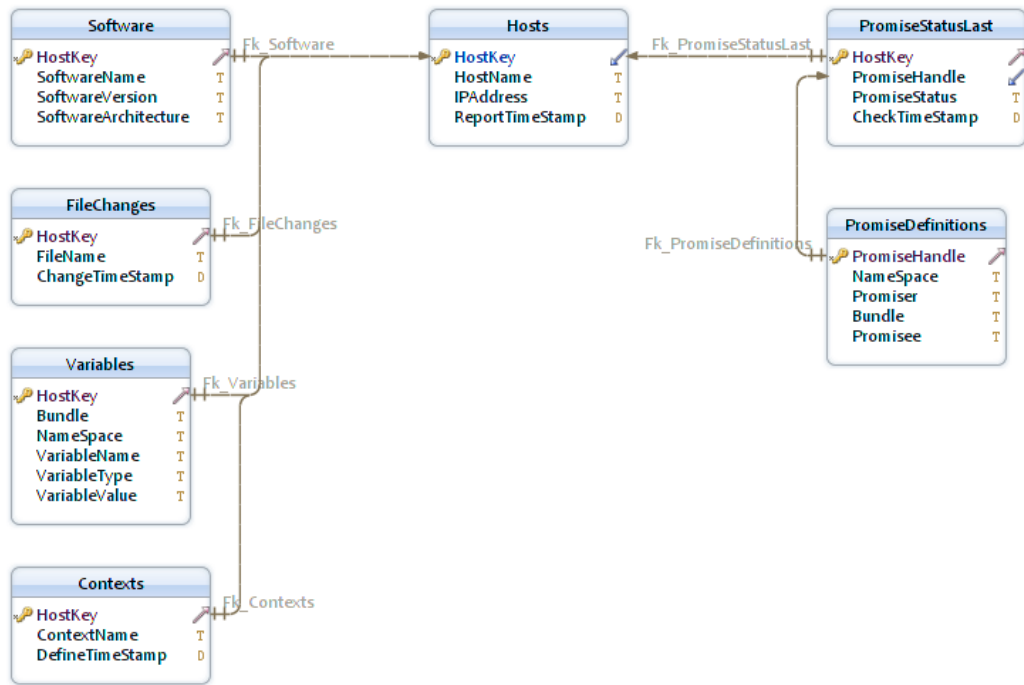 Software
HostKey
SoftwareName T
SoftwareVersion T
SoftwareArchitecture T
Fk_Software
Hosts
HostKey
HostName T
IPAddress T
ReportTimeStamp D
Fk_PromiseStatusLast
PromiseStatusLast
HostKey
PromiseHandle
PromiseStatus T
CheckTimeStamp D
FileChanges
HostKey
FileName T
ChangeTimeStamp D
Fk_FileChanges
Fk_PromiseDefinitions
PromiseDefinitions
PromiseHandle
NameSpace T
Promiser T
Bundle T
Promisee T
Variables
HostKey
Bundle T
NameSpace T
VariableName T
VariableType T
VariableValue T
Fk_Variables
Contexts
HostKey
ContextName T
DefineTimeStamp D
Fk_Contexts